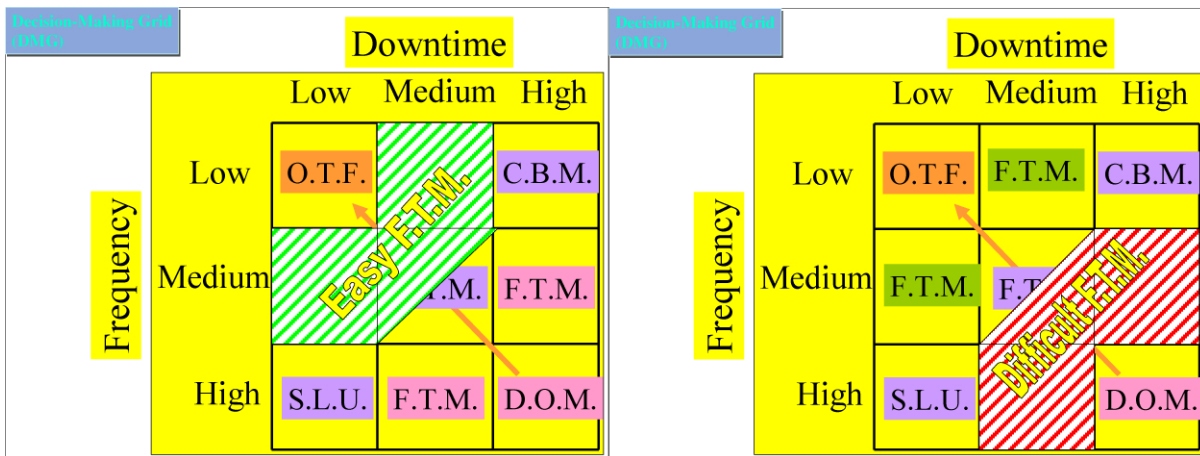 Decision-Making Grid
(DMG)
Downtime
Low Medium High
Frequency
Low
O.T.F.
C.B.M.
Easy F.T.M.
Medium
.M.
F.T.M.
High
S.L.U.
F.T.M.
D.O.M.
Decision-Making Grid
(DMG)
Downtime
Low Medium High
Frequency
Low
O.T.F.
F.T.M.
C.B.M.
Medium
F.T.M.
F.T
Difficult F.T.M.
High
S.L.U.
D.O.M.